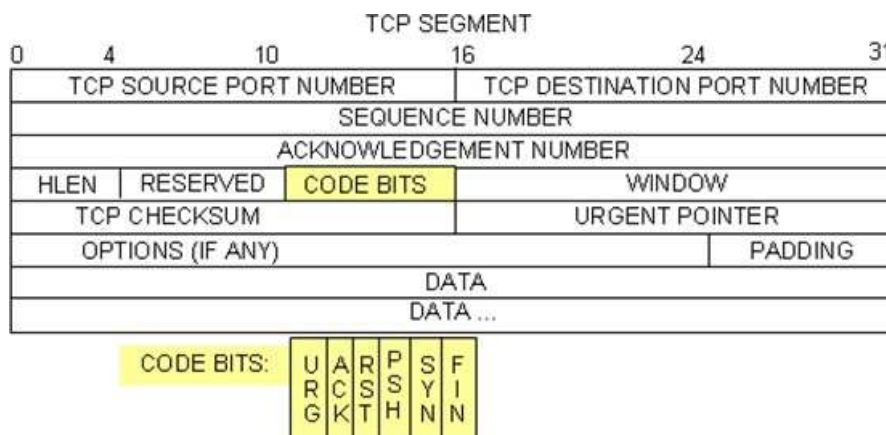 TCP SEGMENT
0 4 10 16 24 31
TCP SOURCE PORT NUMBER TCP DESTINATION PORT NUMBER
SEQUENCE NUMBER
ACKNOWLEDGEMENT NUMBER
HLEN RESERVED CODE BITS WINDOW
TCP CHECKSUM URGENT POINTER
OPTIONS (IF ANY) PADDING
DATA
DATA ...
CODE BITS: URG ACK RST PSH SYN FIN